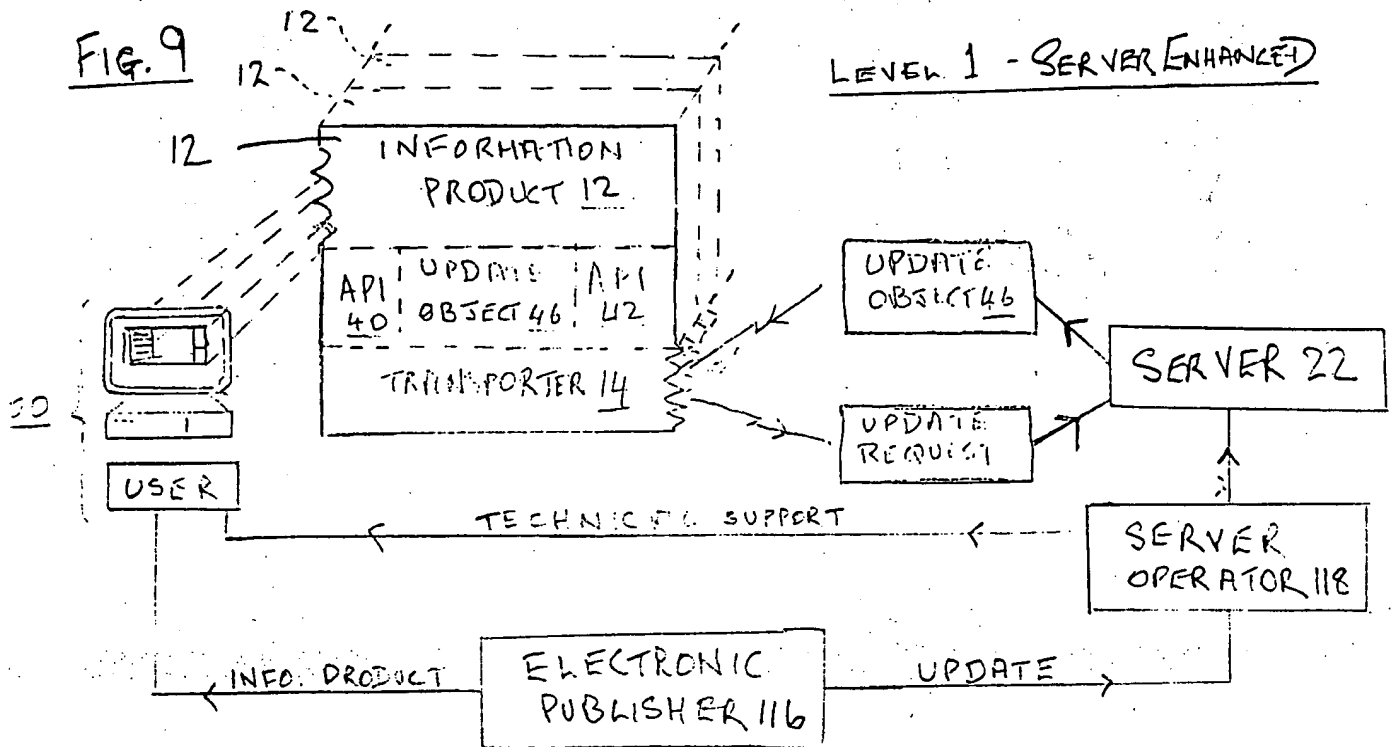 FIG. 9
12
12
12
LEVEL 1 - SERVER ENHANCED
INFORMATION
PRODUCT 12
API
40
UPDATE
OBJECT 46
API
42
TRANSPORTER 14
UPDATE
OBJECT 46
SERVER 22
UPDATE
REQUEST
USER
TECHNICAL SUPPORT
SERVER
OPERATOR 118
INFO. PRODUCT
ELECTRONIC
PUBLISHER 116
UPDATE